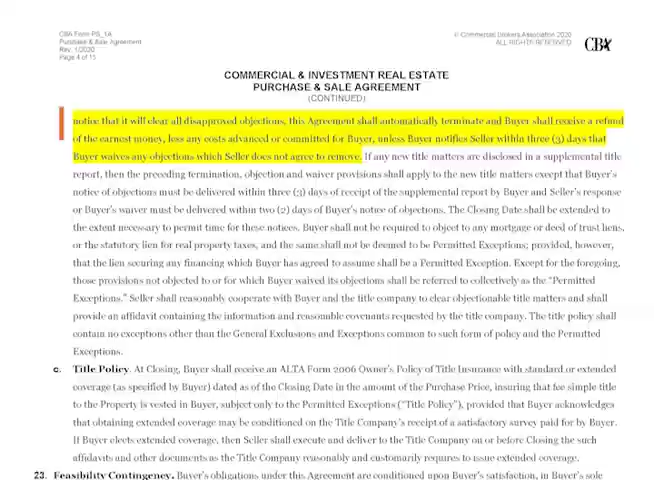 CBA Form PS_1A
Purchase & Sale Agreement
Rev. 1/2020
Page 4 of 15
© Commercial Brokers Association 2020
ALL RIGHTS RESERVED
CBA
COMMERCIAL & INVESTMENT REAL ESTATE
PURCHASE & SALE AGREEMENT
(CONTINUED)
notice that it will clear all disapproved objections, this Agreement shall automatically terminate and Buyer shall receive a refund
of the earnest money, less any costs advanced or committed for Buyer, unless Buyer notifies Seller within three (3) days that
Buyer waives any objections which Seller does not agree to remove. If any new title matters are disclosed in a supplemental title
report, then the preceding termination, objection and waiver provisions shall apply to the new title matters except that Buyer's
notice of objections must be delivered within three (3) days of receipt of the supplemental report by Buyer and Seller's response
or Buyer's waiver must be delivered within two (2) days of Buyer's notice of objections. The Closing Date shall be extended to
the extent necessary to permit time for these notices. Buyer shall not be required to object to any mortgage or deed of trust liens,
or the statutory lien for real property taxes, and the same shall not be deemed to be Permitted Exceptions; provided, however,
that the lien securing any financing which Buyer has agreed to assume shall be a Permitted Exception. Except for the foregoing,
those provisions not objected to or for which Buyer waived its objections shall be referred to collectively as the "Permitted
Exceptions." Seller shall reasonably cooperate with Buyer and the title company to clear objectionable title matters and shall
provide an affidavit containing the information and reasonable covenants requested by the title company. The title policy shall
contain no exceptions other than the General Exclusions and Exceptions common to such form of policy and the Permitted
Exceptions.
c. Title Policy. At Closing, Buyer shall receive an ALTA Form 2006 Owner's Policy of Title Insurance with standard or extended
coverage (as specified by Buyer) dated as of the Closing Date in the amount of the Purchase Price, insuring that fee simple title
to the Property is vested in Buyer, subject only to the Permitted Exceptions ("Title Policy"), provided that Buyer acknowledges
that obtaining extended coverage may be conditioned on the Title Company's receipt of a satisfactory survey paid for by Buyer.
If Buyer elects extended coverage, then Seller shall execute and deliver to the Title Company on or before Closing the such
affidavits and other documents as the Title Company reasonably and customarily requires to issue extended coverage.
23. Feasibility Contingency. Buyer's obligations under this Agreement are conditioned upon Buyer's satisfaction, in Buyer's sole